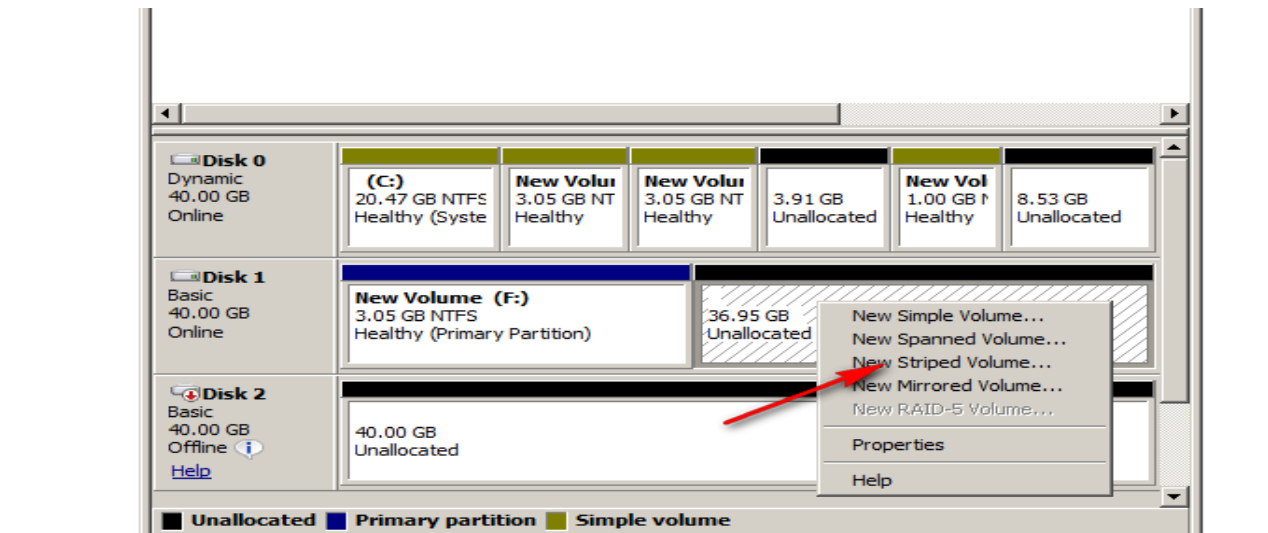 Disk 0
Dynamic
40.00 GB
Online
(C:)
20.47 GB NTFS
Healthy (Syste
New Volu
3.05 GB NT
Healthy
New Volu
3.05 GB NT
Healthy
3.91 GB
Unallocated
New Vol
1.00 GB
Healthy
8.53 GB
Unallocated
Disk 1
Basic
40.00 GB
Online
New Volume (F:)
3.05 GB NTFS
Healthy (Primary Partition)
36.95 GB
Unallocated
New Simple Volume...
New Spanned Volume...
New Striped Volume...
New Mirrored Volume...
New RAID-5 Volume...
Properties
Help
Disk 2
Basic
40.00 GB
Offline
Help
40.00 GB
Unallocated
Unallocated Primary partition Simple volume